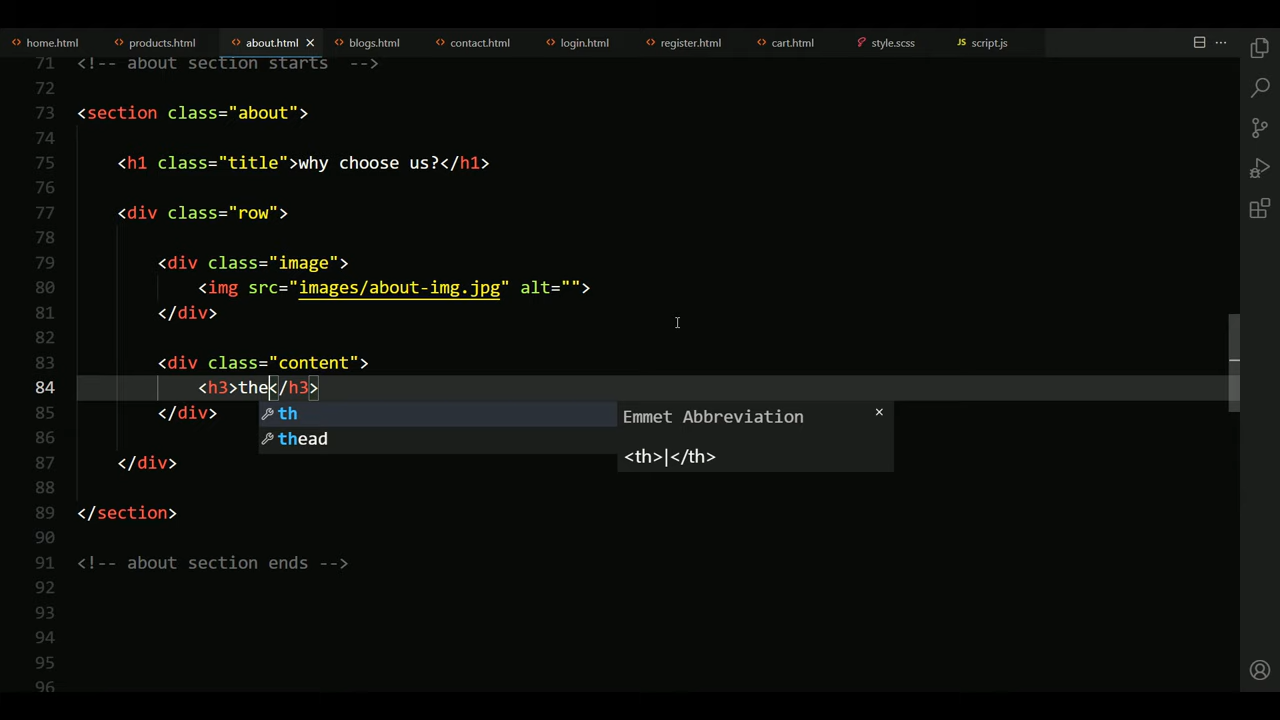 home.html products.html about.html blogs.html contact.html login.html register.html cart.html style.scss JS script.js
71 <!-- about section starts  -->
72
73 <section class="about">
74
75 <h1 class="title">why choose us?</h1>
76
77 <div class="row">
78
79 <div class="image">
80 <img src="images/about-img.jpg" alt="">
81 </div>
82
83 <div class="content">
84 <h3>the</h3>
85 </div>
th
thead
Emmet Abbreviation
<th>|</th>
86
87 </div>
88
89 </section>
90
91 <!-- about section ends -->
92
93
94
95
96